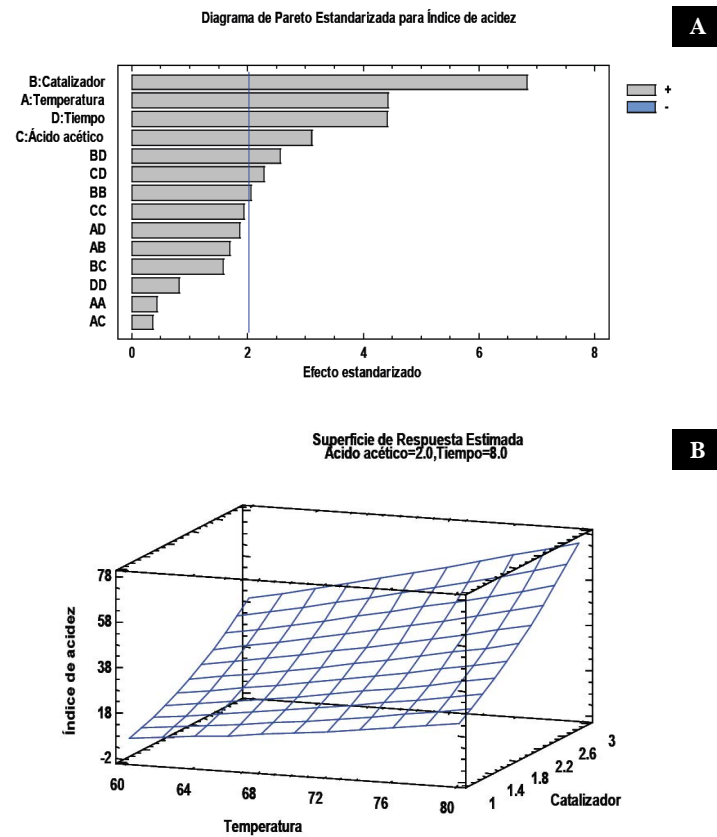 Diagrama de Pareto Estandarizada para Índice de acidez
A
B:Catalizador
A:Temperatura
D:Tiempo
C:Ácido acético
BD
CD
BB
CC
AD
AB
BC
DD
AA
AC
+
-
0 2 4 6 8
Efecto estandarizado
Superficie de Respuesta Estimada
Ácido acético=2.0,Tiempo=8.0
B
78
58
38
18
-2
Índice de acidez
60 64 68 72 76 80
Temperatura
1 1.4 1.8 2.2 2.6 3
Catalizador